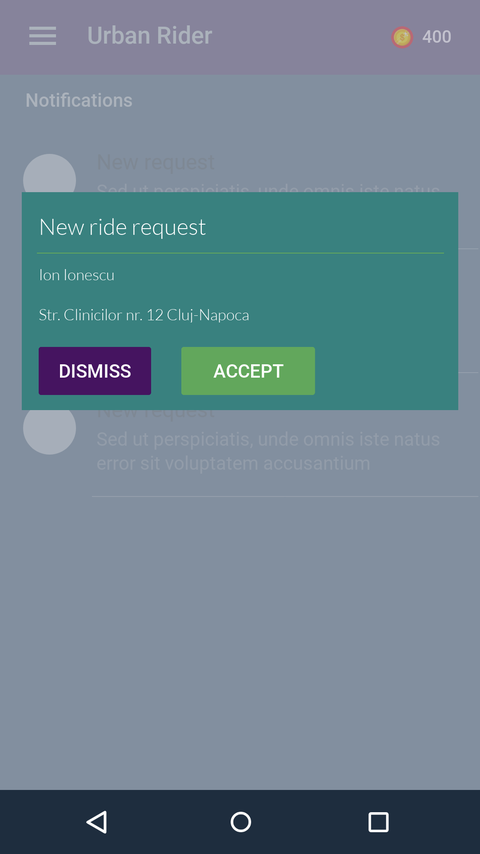 Urban Rider
400
Notifications
New request
Sed ut perspiciatis, unde omnis iste natus
New ride request
Ion Ionescu
Str. Clinicilor nr. 12 Cluj-Napoca
DISMISS
ACCEPT
New request
Sed ut perspiciatis, unde omnis iste natus
error sit voluptatem accusantium